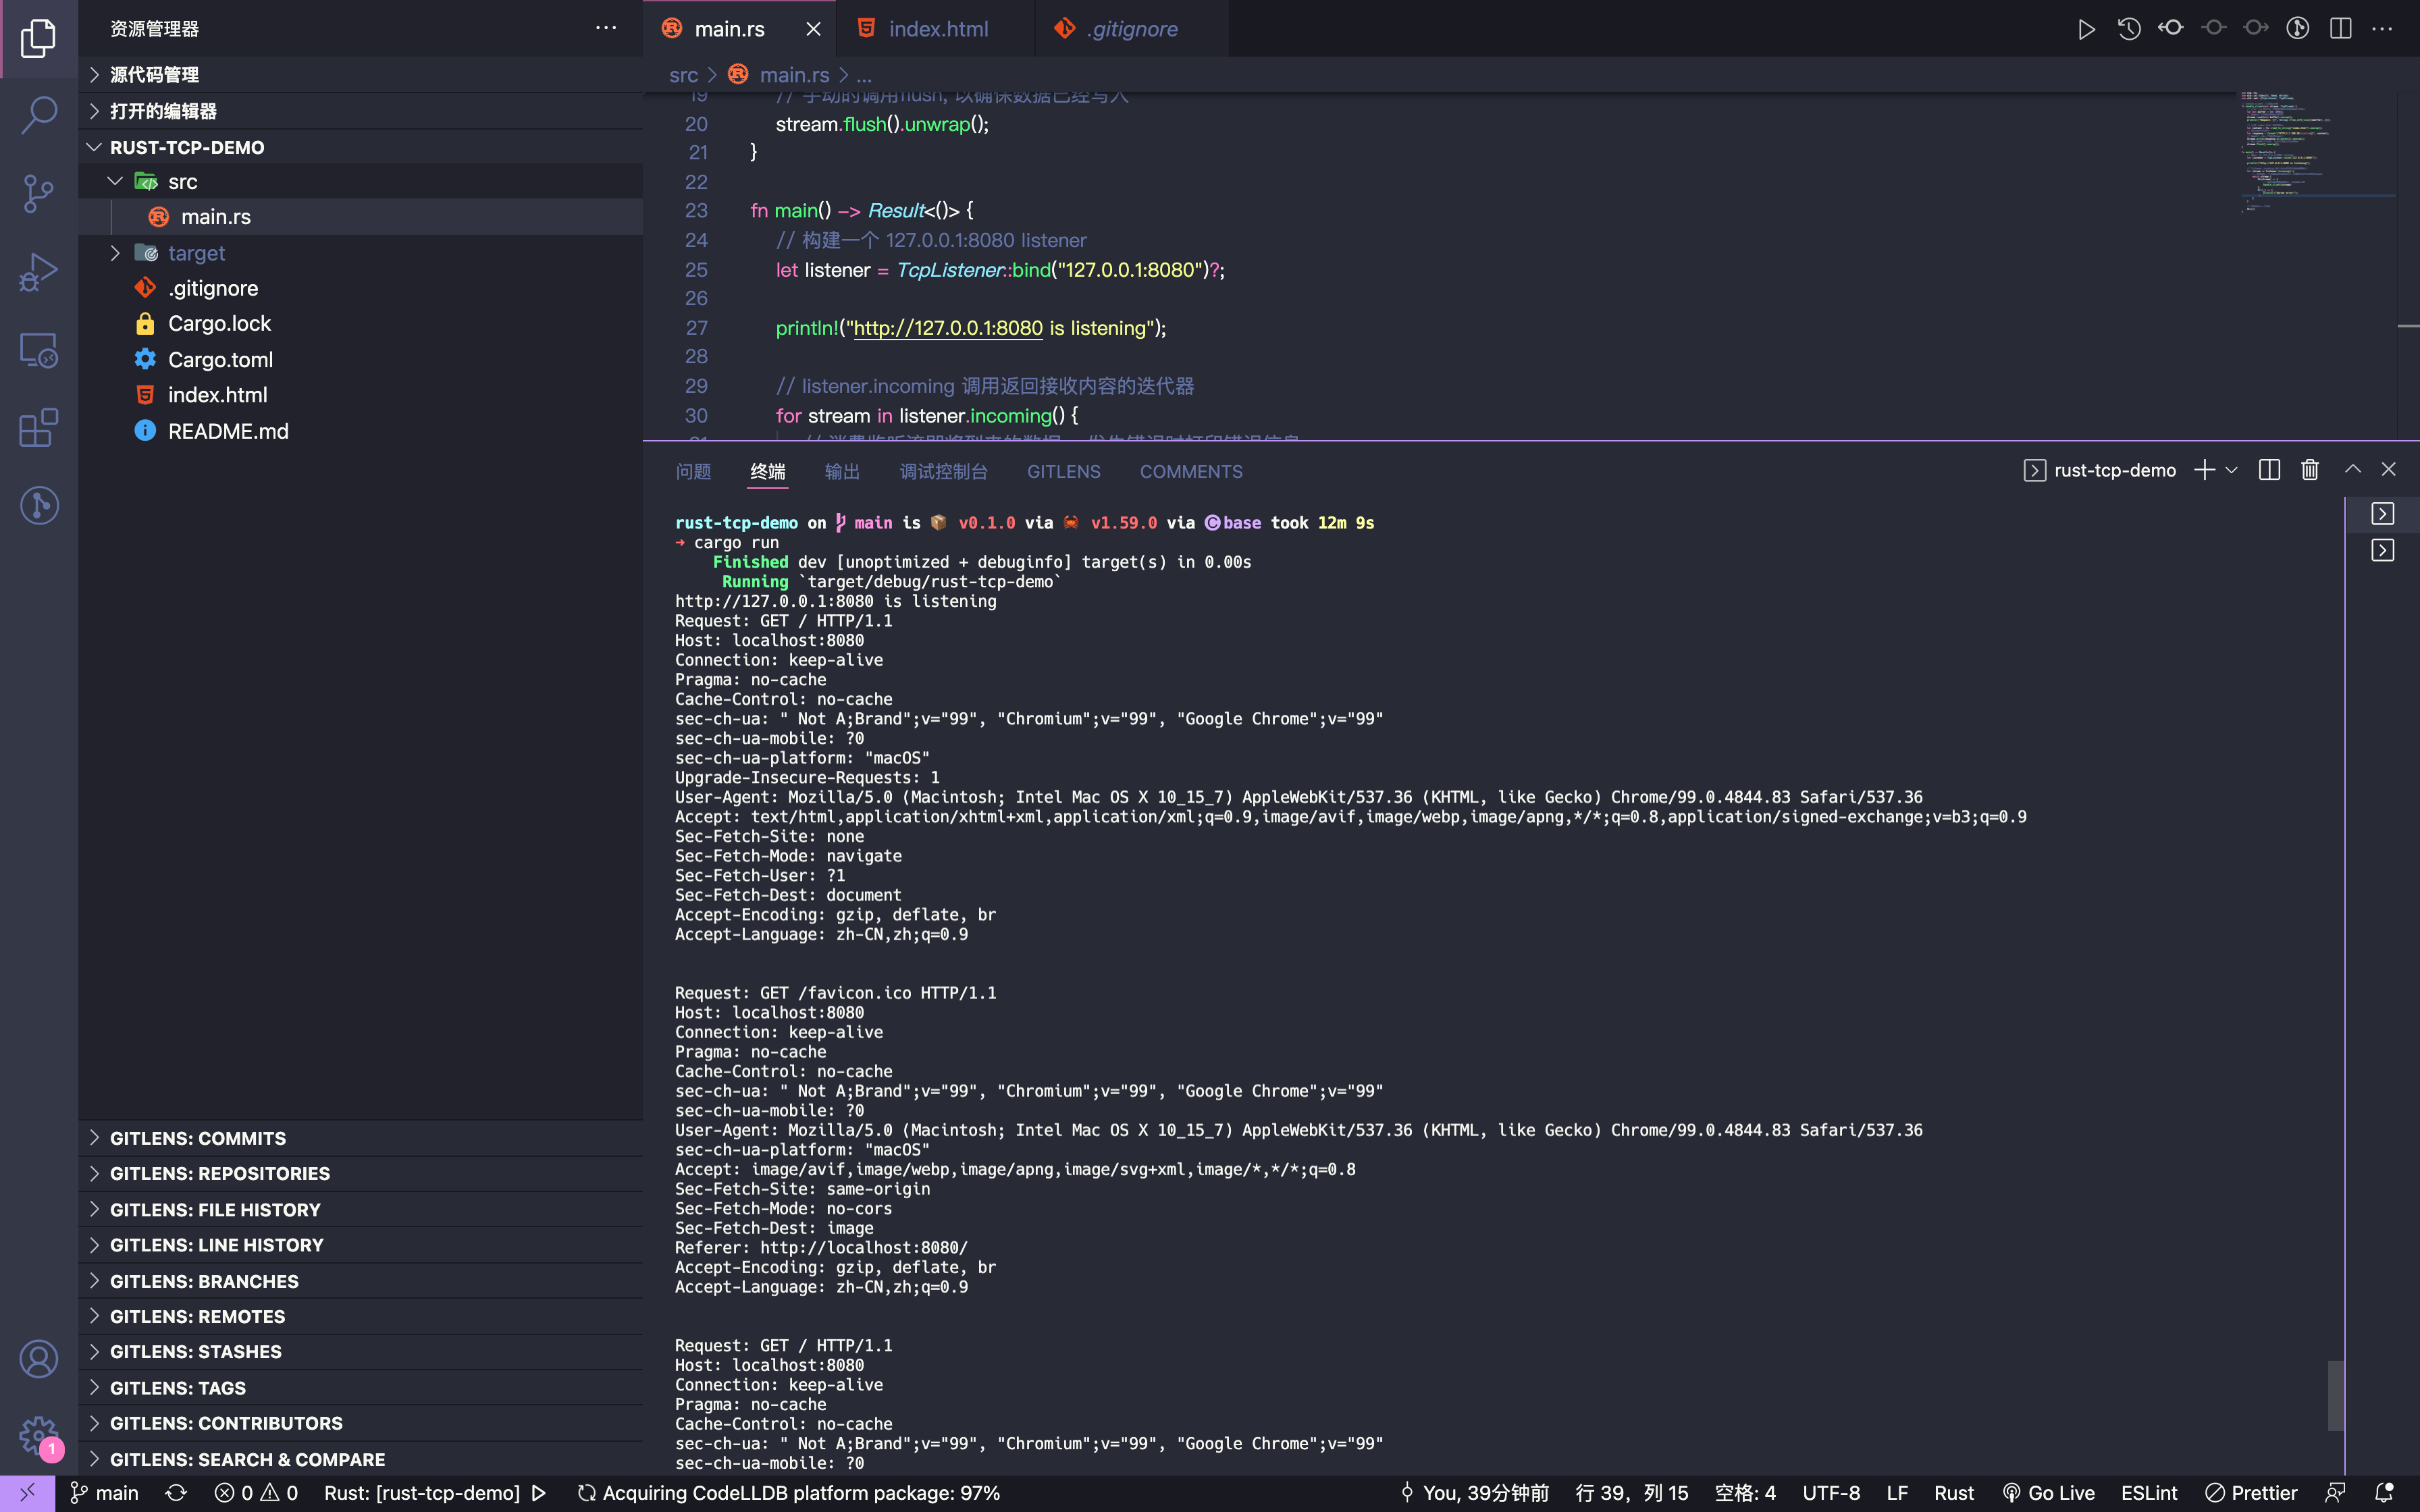 资源管理器
源代码管理
打开的编辑器
RUST-TCP-DEMO
src
main.rs
target
.gitignore
Cargo.lock
Cargo.toml
index.html
README.md
GITLENS: COMMITS
GITLENS: REPOSITORIES
GITLENS: FILE HISTORY
GITLENS: LINE HISTORY
GITLENS: BRANCHES
GITLENS: REMOTES
GITLENS: STASHES
GITLENS: TAGS
GITLENS: CONTRIBUTORS
GITLENS: SEARCH & COMPARE
1
main.rs index.html .gitignore
src > main.rs > ...
19 // 手动的调用flush, 以确保数据已经写入
20 stream.flush().unwrap();
21 }
22
23 fn main() -> Result<()> {
24 // 构建一个 127.0.0.1:8080 listener
25 let listener = TcpListener::bind("127.0.0.1:8080")?;
26
27 println!("http://127.0.0.1:8080 is listening");
28
29 // listener.incoming 调用返回接收内容的迭代器
30 for stream in listener.incoming() {
问题 终端 输出 调试控制台 GITLENS COMMENTS
rust-tcp-demo
rust-tcp-demo on main is v0.1.0 via v1.59.0 via base took 12m 9s
➜ cargo run
Finished dev [unoptimized + debuginfo] target(s) in 0.00s
Running `target/debug/rust-tcp-demo`
http://127.0.0.1:8080 is listening
Request: GET / HTTP/1.1
Host: localhost:8080
Connection: keep-alive
Pragma: no-cache
Cache-Control: no-cache
sec-ch-ua: " Not A;Brand";v="99", "Chromium";v="99", "Google Chrome";v="99"
sec-ch-ua-mobile: ?0
sec-ch-ua-platform: "macOS"
Upgrade-Insecure-Requests: 1
User-Agent: Mozilla/5.0 (Macintosh; Intel Mac OS X 10_15_7) AppleWebKit/537.36 (KHTML, like Gecko) Chrome/99.0.4844.83 Safari/537.36
Accept: text/html,application/xhtml+xml,application/xml;q=0.9,image/avif,image/webp,image/apng,*/*;q=0.8,application/signed-exchange;v=b3;q=0.9
Sec-Fetch-Site: none
Sec-Fetch-Mode: navigate
Sec-Fetch-User: ?1
Sec-Fetch-Dest: document
Accept-Encoding: gzip, deflate, br
Accept-Language: zh-CN,zh;q=0.9
Request: GET /favicon.ico HTTP/1.1
Host: localhost:8080
Connection: keep-alive
Pragma: no-cache
Cache-Control: no-cache
sec-ch-ua: " Not A;Brand";v="99", "Chromium";v="99", "Google Chrome";v="99"
sec-ch-ua-mobile: ?0
User-Agent: Mozilla/5.0 (Macintosh; Intel Mac OS X 10_15_7) AppleWebKit/537.36 (KHTML, like Gecko) Chrome/99.0.4844.83 Safari/537.36
sec-ch-ua-platform: "macOS"
Accept: image/avif,image/webp,image/apng,image/svg+xml,image/*,*/*;q=0.8
Sec-Fetch-Site: same-origin
Sec-Fetch-Mode: no-cors
Sec-Fetch-Dest: image
Referer: http://localhost:8080/
Accept-Encoding: gzip, deflate, br
Accept-Language: zh-CN,zh;q=0.9
Request: GET / HTTP/1.1
Host: localhost:8080
Connection: keep-alive
Pragma: no-cache
Cache-Control: no-cache
sec-ch-ua: " Not A;Brand";v="99", "Chromium";v="99", "Google Chrome";v="99"
sec-ch-ua-mobile: ?0
main 0 0 Rust: [rust-tcp-demo] Acquiring CodeLLDB platform package: 97% You, 39分钟前 行 39，列 15 空格: 4 UTF-8 LF Rust Go Live ESLint Prettier